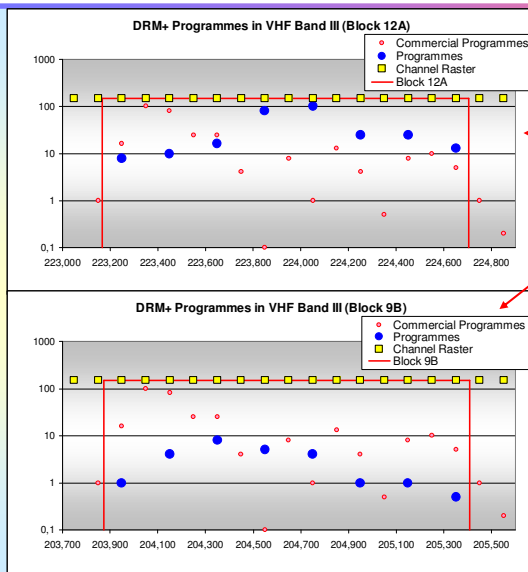 DRM+ Programmes in VHF Band III (Block 12A)
Commercial Programmes
Programmes
Channel Raster
Block 12A
1000
100
10
1
0,1
223,000 223,200 223,400 223,600 223,800 224,000 224,200 224,400 224,600 224,800
DRM+ Programmes in VHF Band III (Block 9B)
Commercial Programmes
Programmes
Channel Raster
Block 9B
1000
100
10
1
0,1
203,700 203,900 204,100 204,300 204,500 204,700 204,900 205,100 205,300 205,500